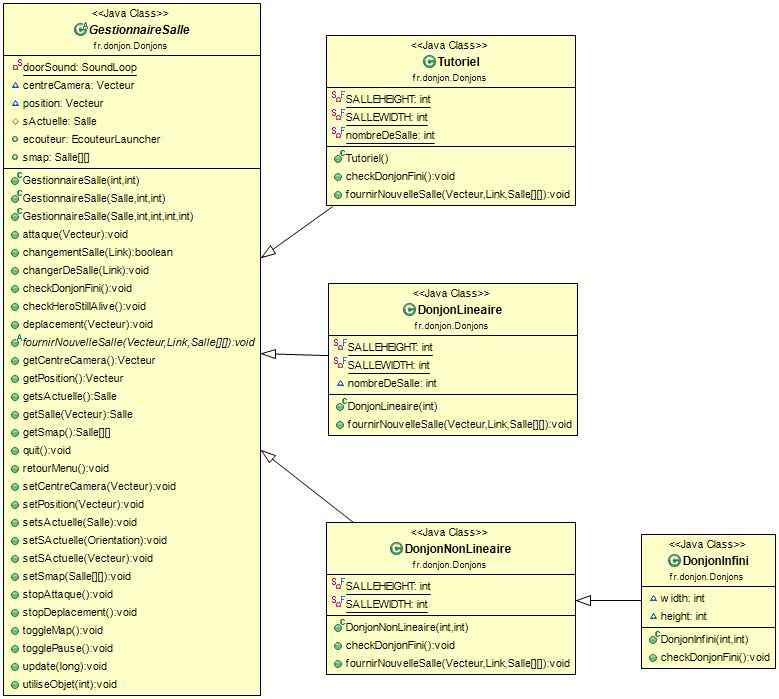 <<Java Class>>
GestionnaireSalle
fr.donjon.Donjons
doorSound: SoundLoop
centreCamera: Vecteur
position: Vecteur
sActuelle: Salle
ecouteur: EcouteurLauncher
smap: Salle[][]
GestionnaireSalle(int,int)
GestionnaireSalle(Salle,int,int)
GestionnaireSalle(Salle,int,int,int,int)
attaque(Vecteur):void
changementSalle(Link):boolean
changerDeSalle(Link):void
checkDonjonFini():void
checkHeroStillAlive():void
deplacement(Vecteur):void
fournirNouvelleSalle(Vecteur,Link,Salle[][]):void
getCentreCamera():Vecteur
getPosition():Vecteur
getsActuelle():Salle
getSalle(Vecteur):Salle
getSmap():Salle[][]
quit():void
retourMenu():void
setCentreCamera(Vecteur):void
setPosition(Vecteur):void
setsActuelle(Salle):void
setSActuelle(Orientation):void
setSActuelle(Vecteur):void
setSmap(Salle[][]):void
stopAttaque():void
stopDeplacement():void
toggleMap():void
togglePause():void
update(long):void
utiliseObjet(int):void
<<Java Class>>
Tutoriel
fr.donjon.Donjons
SALLEHEIGHT: int
SALLEWIDTH: int
nombreDeSalle: int
Tutoriel()
checkDonjonFini():void
fournirNouvelleSalle(Vecteur,Link,Salle[][]):void
<<Java Class>>
DonjonLineaire
fr.donjon.Donjons
SALLEHEIGHT: int
SALLEWIDTH: int
nombreDeSalle: int
DonjonLineaire(int)
fournirNouvelleSalle(Vecteur,Link,Salle[][]):void
<<Java Class>>
DonjonNonLineaire
fr.donjon.Donjons
SALLEHEIGHT: int
SALLEWIDTH: int
DonjonNonLineaire(int,int)
checkDonjonFini():void
fournirNouvelleSalle(Vecteur,Link,Salle[][]):void
<<Java Class>>
DonjonInfini
fr.donjon.Donjons
width: int
height: int
DonjonInfini(int,int)
checkDonjonFini():void